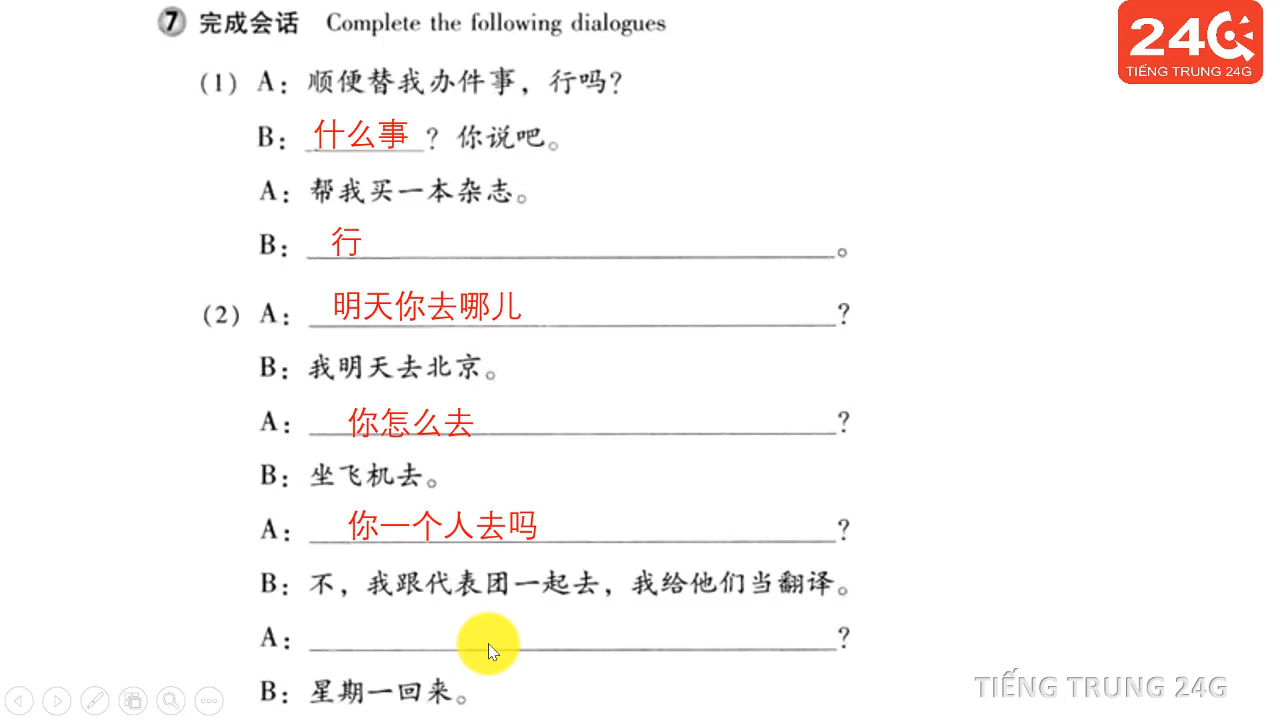 7 完成会话 Complete the following dialogues
24G
TIẾNG TRUNG 24G
(1) A: 顺便替我办件事，行吗?
B: 什么事? 你说吧。
A: 帮我买一本杂志。
B: 行。
(2) A: 明天你去哪儿?
B: 我明天去北京。
A: 你怎么去?
B: 坐飞机去。
A: 你一个人去吗?
B: 不，我跟代表团一起去，我给他们当翻译。
A: ?
B: 星期一回来。
TIẾNG TRUNG 24G